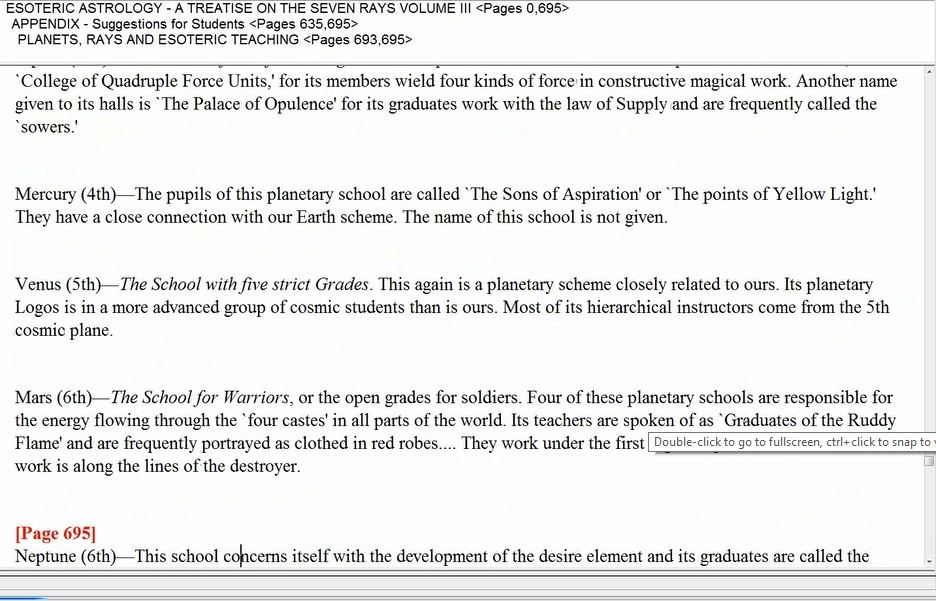 ESOTERIC ASTROLOGY - A TREATISE ON THE SEVEN RAYS VOLUME III <Pages 0,695>
APPENDIX - Suggestions for Students <Pages 635,695>
PLANETS, RAYS AND ESOTERIC TEACHING <Pages 693,695>
`College of Quadruple Force Units,' for its members wield four kinds of force in constructive magical work. Another name
given to its halls is `The Palace of Opulence' for its graduates work with the law of Supply and are frequently called the
`sowers.'
Mercury (4th)—The pupils of this planetary school are called `The Sons of Aspiration' or `The points of Yellow Light.'
They have a close connection with our Earth scheme. The name of this school is not given.
Venus (5th)—The School with five strict Grades. This again is a planetary scheme closely related to ours. Its planetary
Logos is in a more advanced group of cosmic students than is ours. Most of its hierarchical instructors come from the 5th
cosmic plane.
Mars (6th)—The School for Warriors, or the open grades for soldiers. Four of these planetary schools are responsible for
the energy flowing through the `four castes' in all parts of the world. Its teachers are spoken of as `Graduates of the Ruddy
Flame' and are frequently portrayed as clothed in red robes.... They work under the first
Double-click to go to fullscreen, ctrl+click to snap to
work is along the lines of the destroyer.
[Page 695]
Neptune (6th)—This school concerns itself with the development of the desire element and its graduates are called the